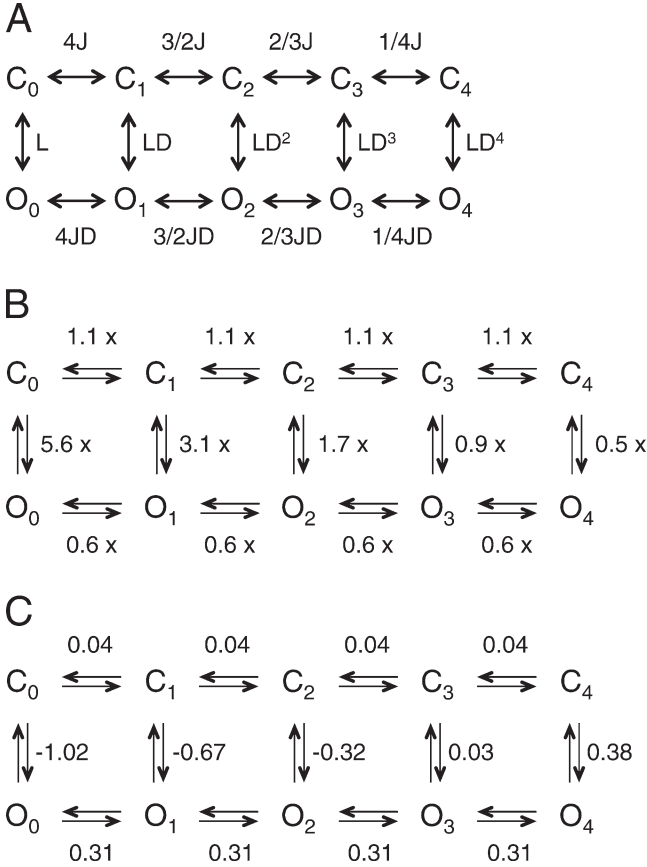 A
4J 3/2J 2/3J 1/4J
C₀ C₁ C₂ C₃ C₄
L LD LD² LD³ LD⁴
O₀ O₁ O₂ O₃ O₄
4JD 3/2JD 2/3JD 1/4JD
B
1.1 x 1.1 x 1.1 x 1.1 x
C₀ C₁ C₂ C₃ C₄
5.6 x 3.1 x 1.7 x 0.9 x 0.5 x
O₀ O₁ O₂ O₃ O₄
0.6 x 0.6 x 0.6 x 0.6 x
C
0.04 0.04 0.04 0.04
C₀ C₁ C₂ C₃ C₄
-1.02 -0.67 -0.32 0.03 0.38
O₀ O₁ O₂ O₃ O₄
0.31 0.31 0.31 0.31